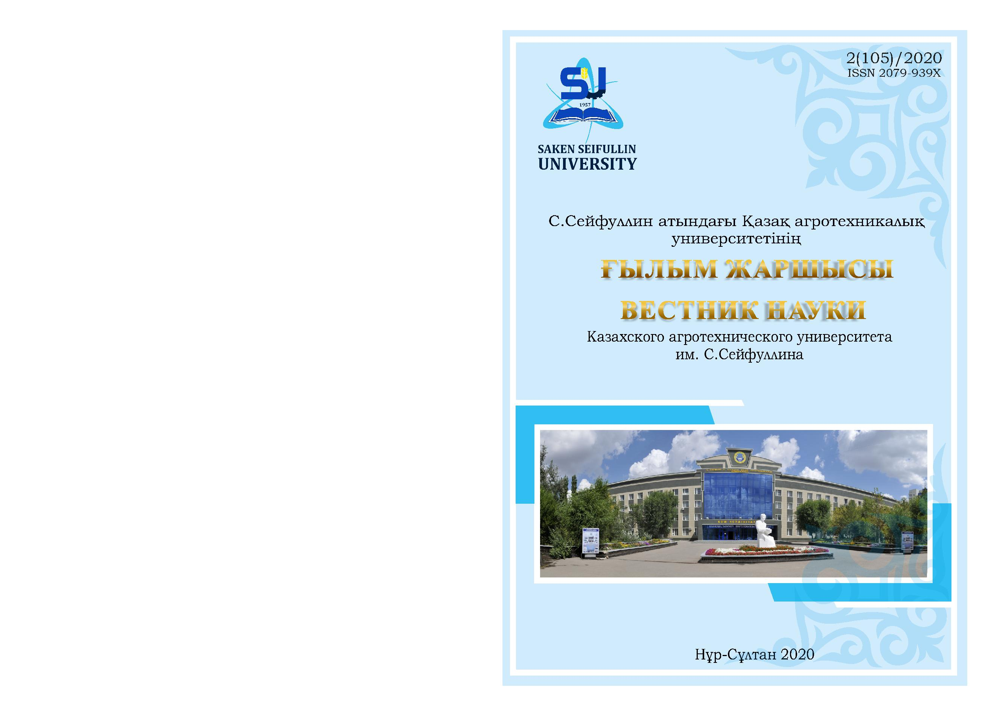 2(105)/2020
ISSN 2079-939X
SU
1957
SAKEN SEIFULLIN
UNIVERSITY
С.Сейфуллин атындағы Қазақ агротехникалық
университетінің
ҒЫЛЫМ ЖАРШЫСЫ
ВЕСТНИК НАУКИ
Казахского агротехнического университета
им. С.Сейфуллина
Нұр-Сұлтан 2020